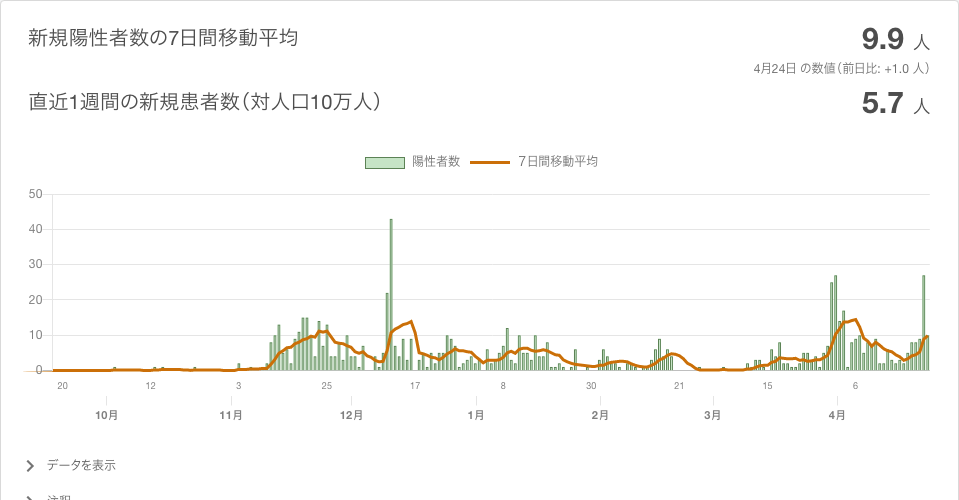 新規陽性者数の7日間移動平均
9.9 人
4月24日 の数値（前日比: +1.0 人）
直近1週間の新規患者数（対人口10万人）
5.7 人
陽性者数 7日間移動平均
50
40
30
20
10
0
20 12 3 25 17 8 30 21 15 6
10月 11月 12月 1月 2月 3月 4月
データを表示
注釈